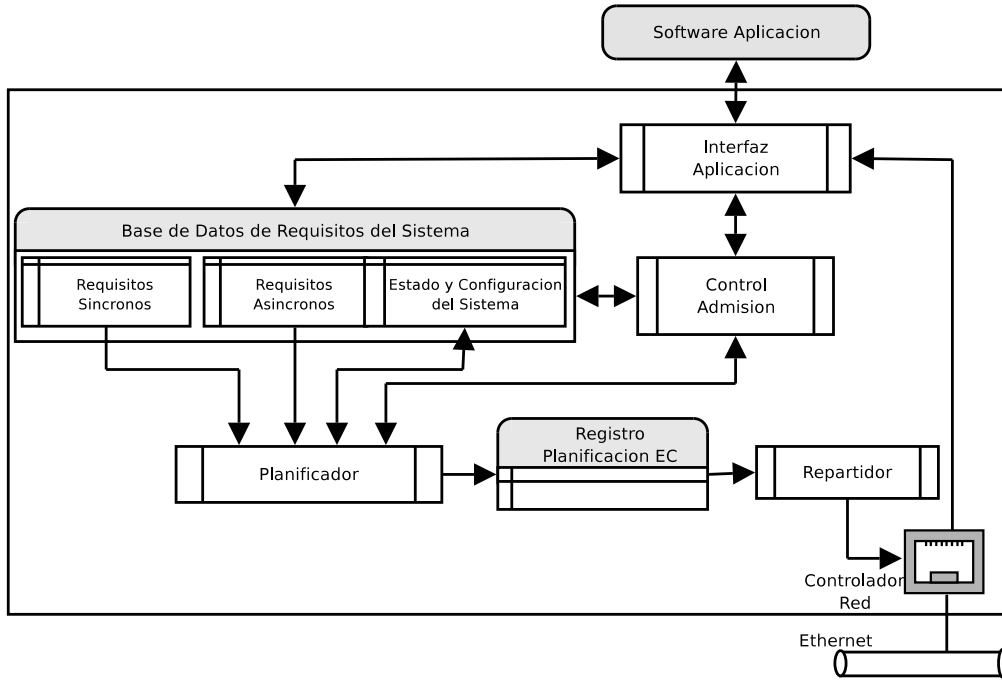 Software Aplicacion
Interfaz
Aplicacion
Base de Datos de Requisitos del Sistema
Requisitos
Sincronos
Requisitos
Asincronos
Estado y Configuracion
del Sistema
Control
Admision
Registro
Planificacion EC
Planificador
Repartidor
Controlador
Red
Ethernet